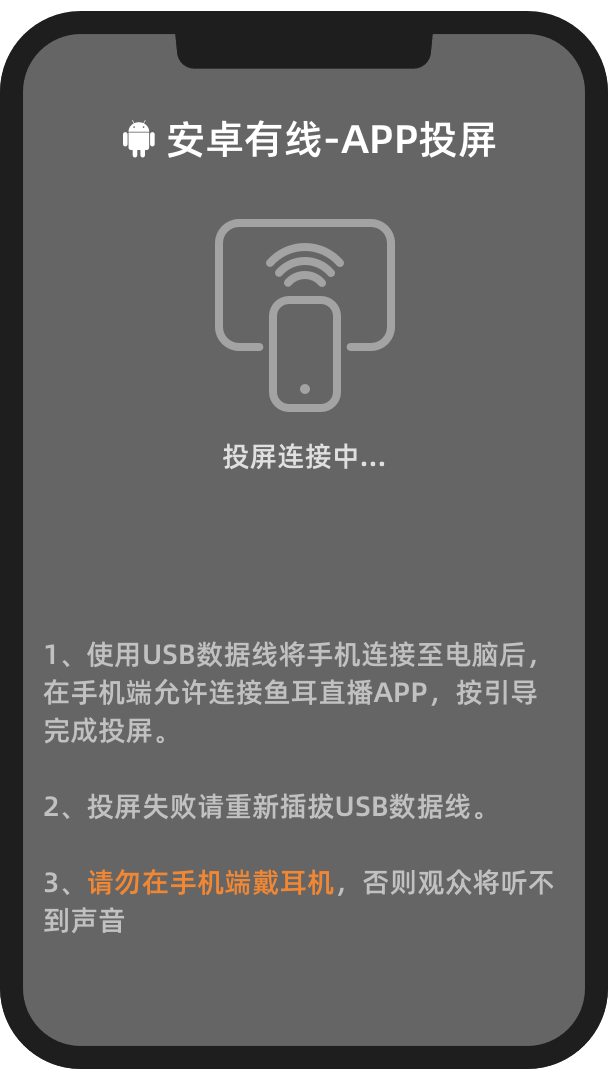 安卓有线-APP投屏
投屏连接中...
1、使用USB数据线将手机连接至电脑后，
在手机端允许连接鱼耳直播APP，按引导
完成投屏。
2、投屏失败请重新插拔USB数据线。
3、请勿在手机端戴耳机，否则观众将听不
到声音